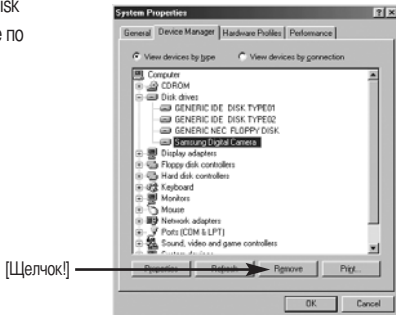 isk
е по
System Properties
General Device Manager Hardware Profiles Performance
View devices by type View devices by connection
Computer
CDROM
Disk drives
GENERIC IDE DISK TYPE01
GENERIC IDE DISK TYPE02
GENERIC NEC FLOPPY DISK
Samsung Digital Camera
Display adapters
Floppy disk controllers
Hard disk controllers
Keyboard
Monitors
Mouse
Network adapters
Ports (COM & LPT)
Sound, video and game controllers
System devices
[Щелчок!]
Properties Refresh Remove Print...
OK Cancel